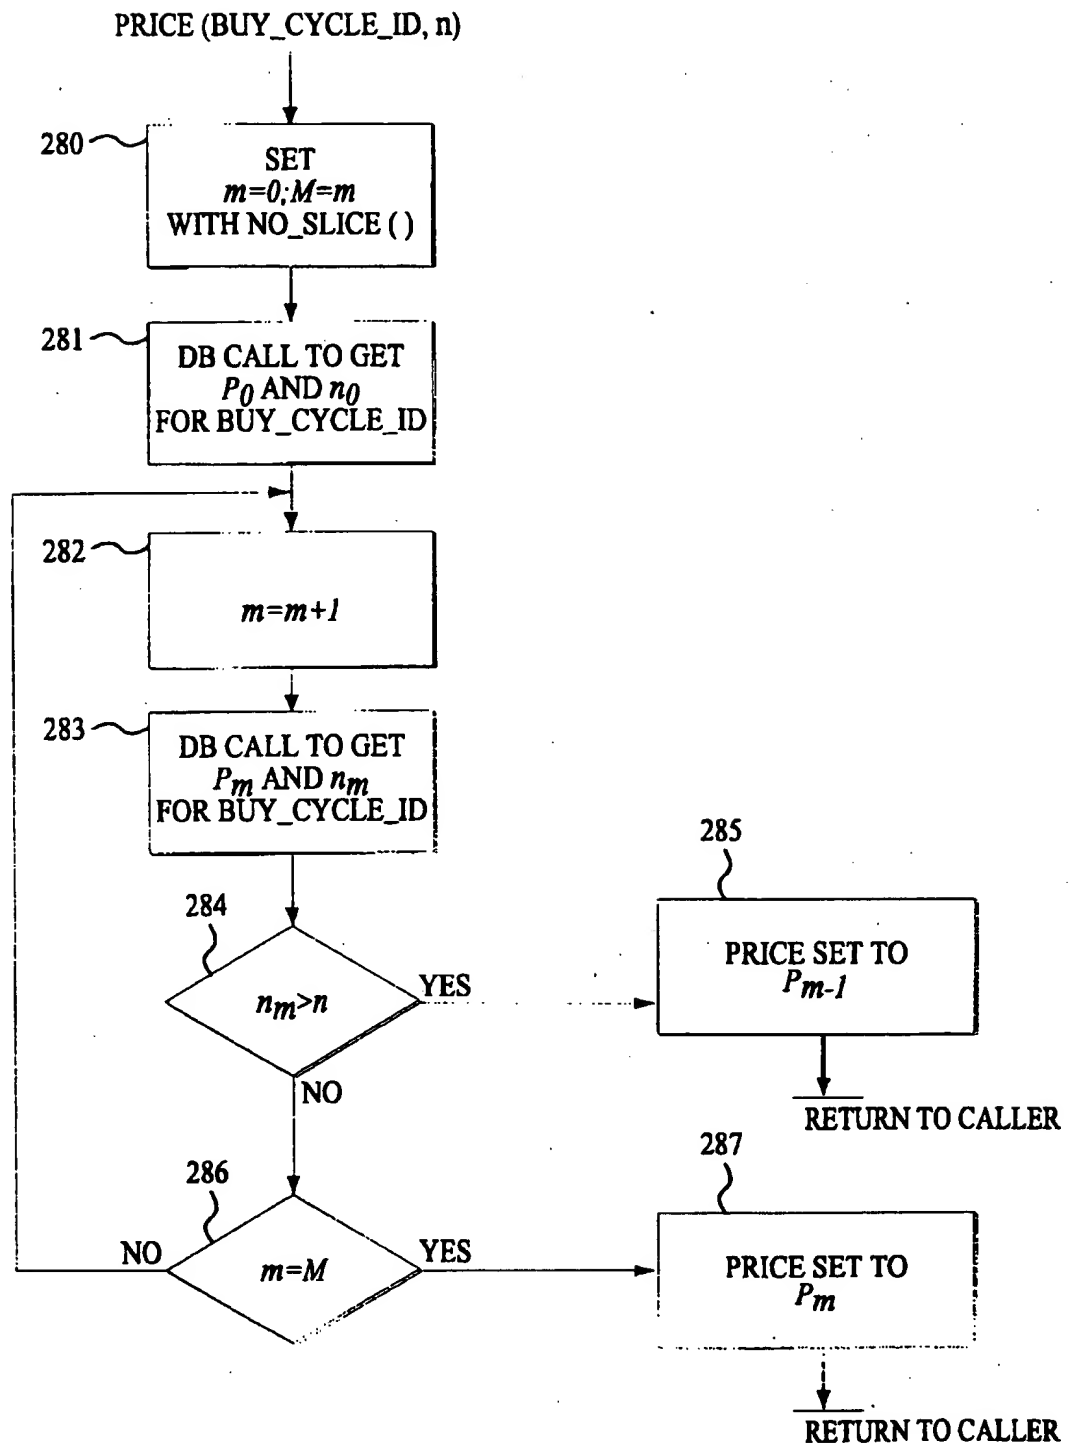 PRICE (BUY_CYCLE_ID, n)
280
SET
m=0; M=m
WITH NO_SLICE ( )
281
DB CALL TO GET
P0 AND n0
FOR BUY_CYCLE_ID
282
m=m+1
283
DB CALL TO GET
Pm AND nm
FOR BUY_CYCLE_ID
284
nm>n
YES
NO
285
PRICE SET TO
Pm-1
RETURN TO CALLER
286
m=M
NO
YES
287
PRICE SET TO
Pm
RETURN TO CALLER